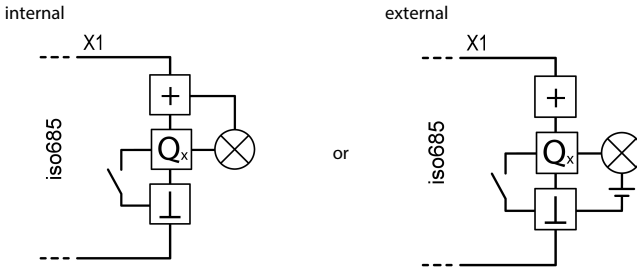 internal
X1
+
iso685
Qx
⊥
or
external
X1
+
iso685
Qx
⊥